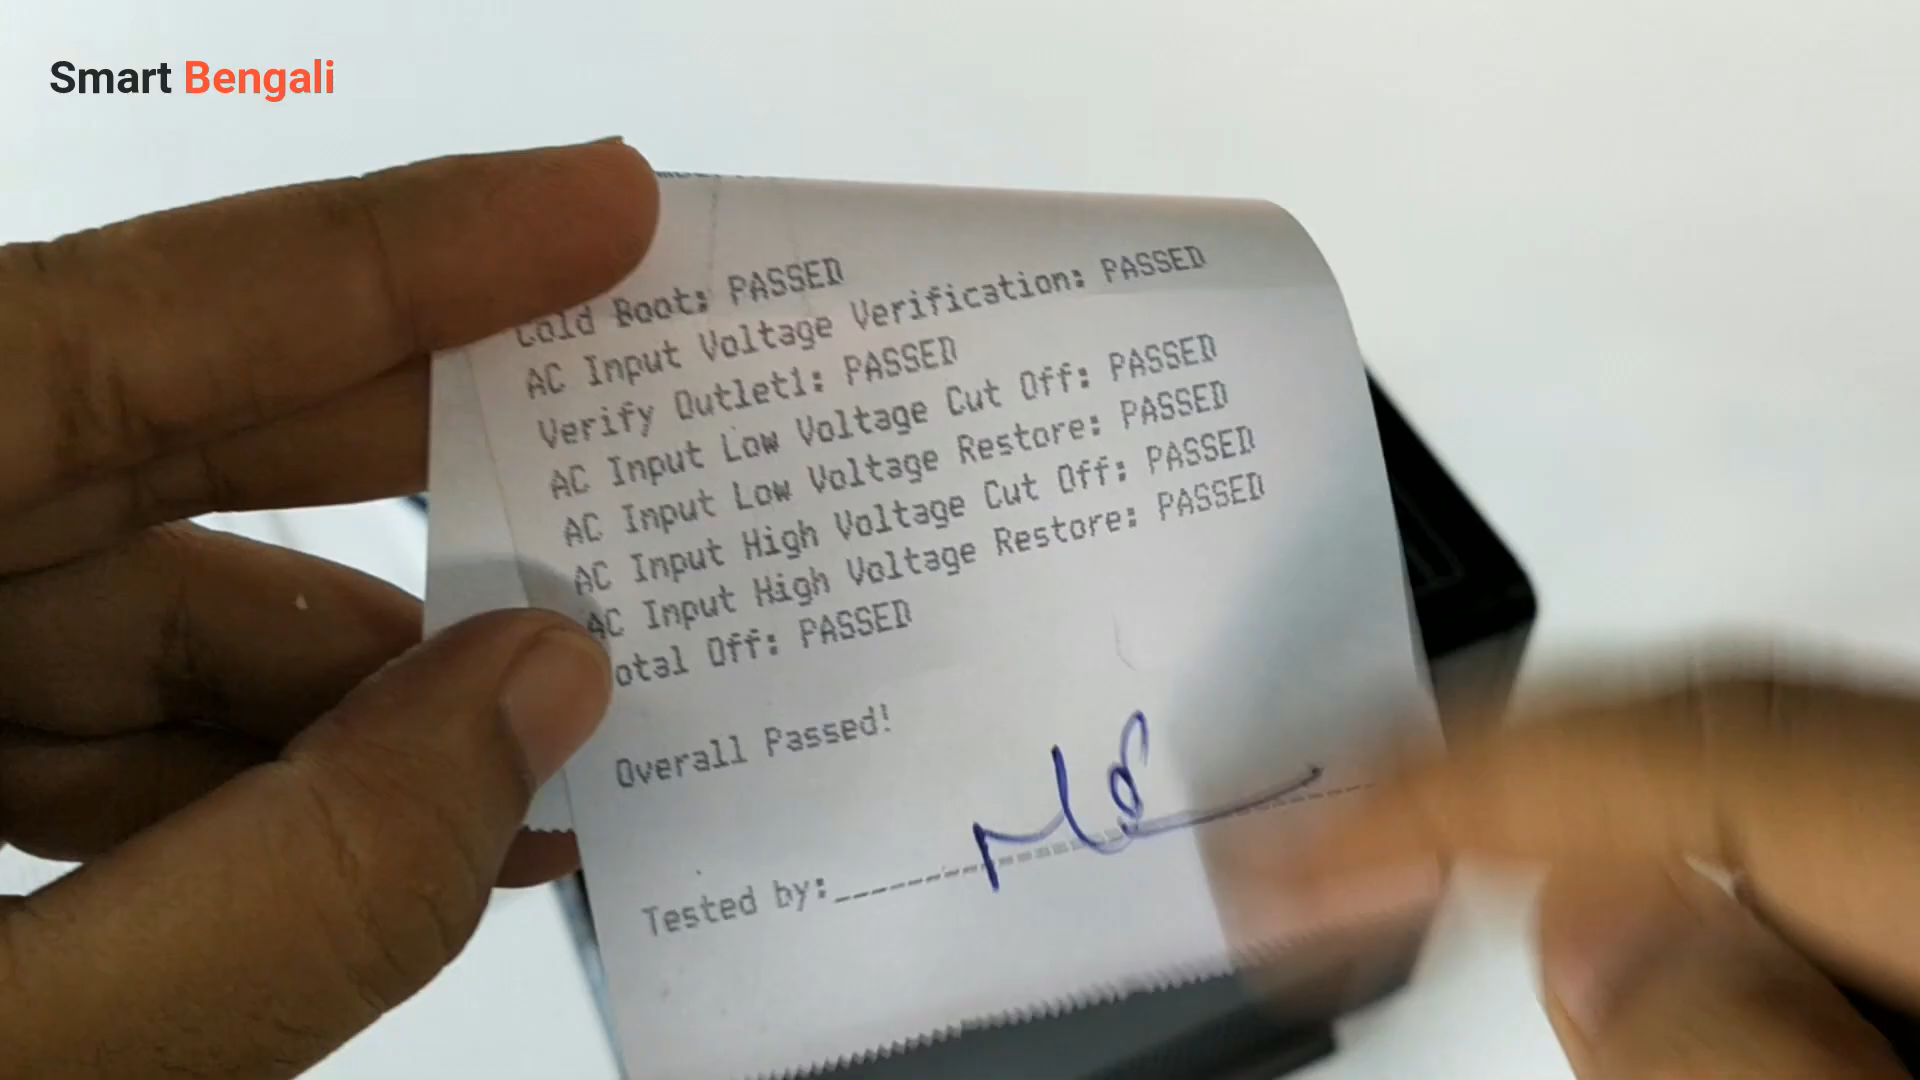 Smart Bengali
Cold Boot: PASSED
AC Input Voltage Verification: PASSED
Verify Outlet1: PASSED
AC Input Low Voltage Cut Off: PASSED
AC Input Low Voltage Restore: PASSED
AC Input High Voltage Cut Off: PASSED
AC Input High Voltage Restore: PASSED
otal Off: PASSED
Overall Passed!
Tested by: